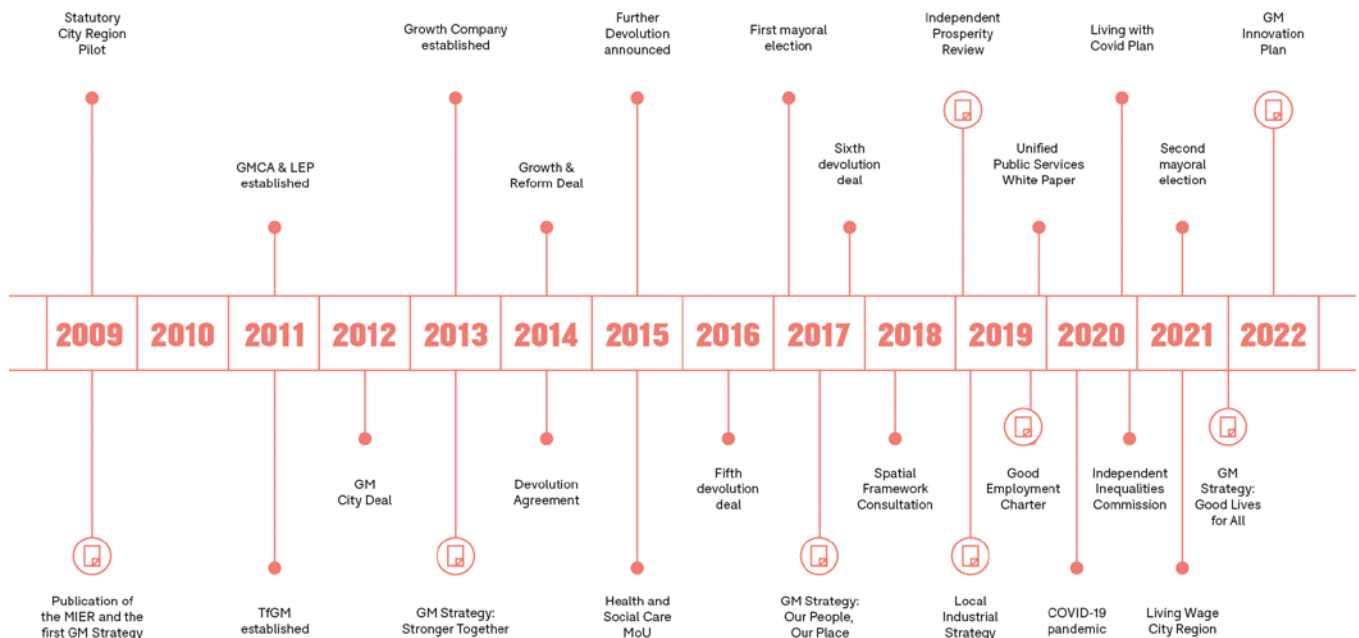 Statutory
City Region
Pilot
Growth Company
established
Further
Devolution
announced
First mayoral
election
Independent
Prosperity
Review
Living with
Covid Plan
GM
Innovation
Plan
GMCA & LEP
established
Growth &
Reform Deal
Sixth
devolution
deal
Unified
Public Services
White Paper
Second
mayoral
election
2009 2010 2011 2012 2013 2014 2015 2016 2017 2018 2019 2020 2021 2022
GM
City Deal
Devolution
Agreement
Fifth
devolution
deal
Spatial
Framework
Consultation
Good
Employment
Charter
Independent
Inequalities
Commission
GM
Strategy:
Good Lives
for All
Publication of
the MIER and the
first GM Strategy
TfGM
established
GM Strategy:
Stronger Together
Health and
Social Care
MoU
GM Strategy:
Our People,
Our Place
Local
Industrial
Strategy
COVID-19
pandemic
Living Wage
City Region